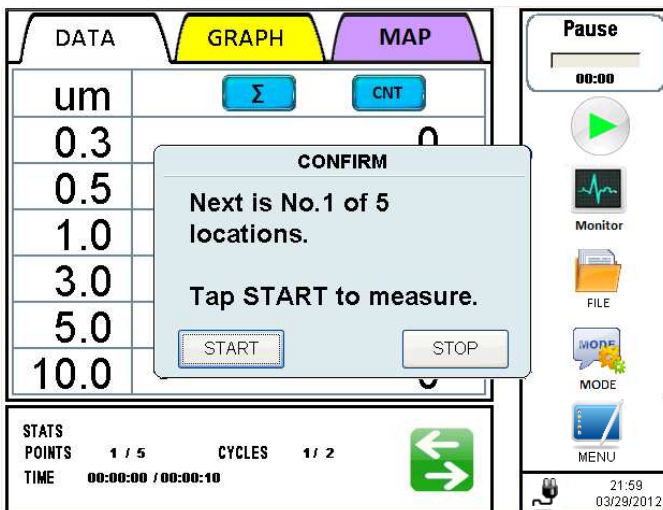 DATA
GRAPH
MAP
um
Σ
CNT
0.3
0
0.5
1.0
3.0
5.0
10.0
CONFIRM
Next is No.1 of 5
locations.
Tap START to measure.
START
STOP
STATS
POINTS 1 / 5 CYCLES 1/ 2
TIME 00:00:00 / 00:00:10
Pause
00:00
Monitor
FILE
MODE
MODE
MENU
21:59
03/29/2012